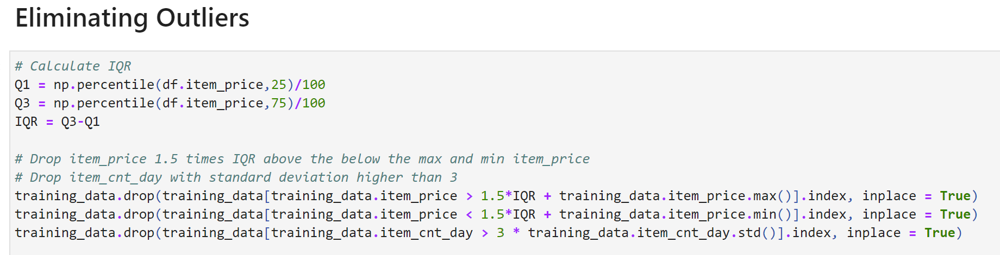 Eliminating Outliers
# Calculate IQR
Q1 = np.percentile(df.item_price,25)/100
Q3 = np.percentile(df.item_price,75)/100
IQR = Q3-Q1
# Drop item_price 1.5 times IQR above the below the max and min item_price
# Drop item_cnt_day with standard deviation higher than 3
training_data.drop(training_data[training_data.item_price > 1.5*IQR + training_data.item_price.max()].index, inplace = True)
training_data.drop(training_data[training_data.item_price < 1.5*IQR + training_data.item_price.min()].index, inplace = True)
training_data.drop(training_data[training_data.item_cnt_day > 3 * training_data.item_cnt_day.std()].index, inplace = True)